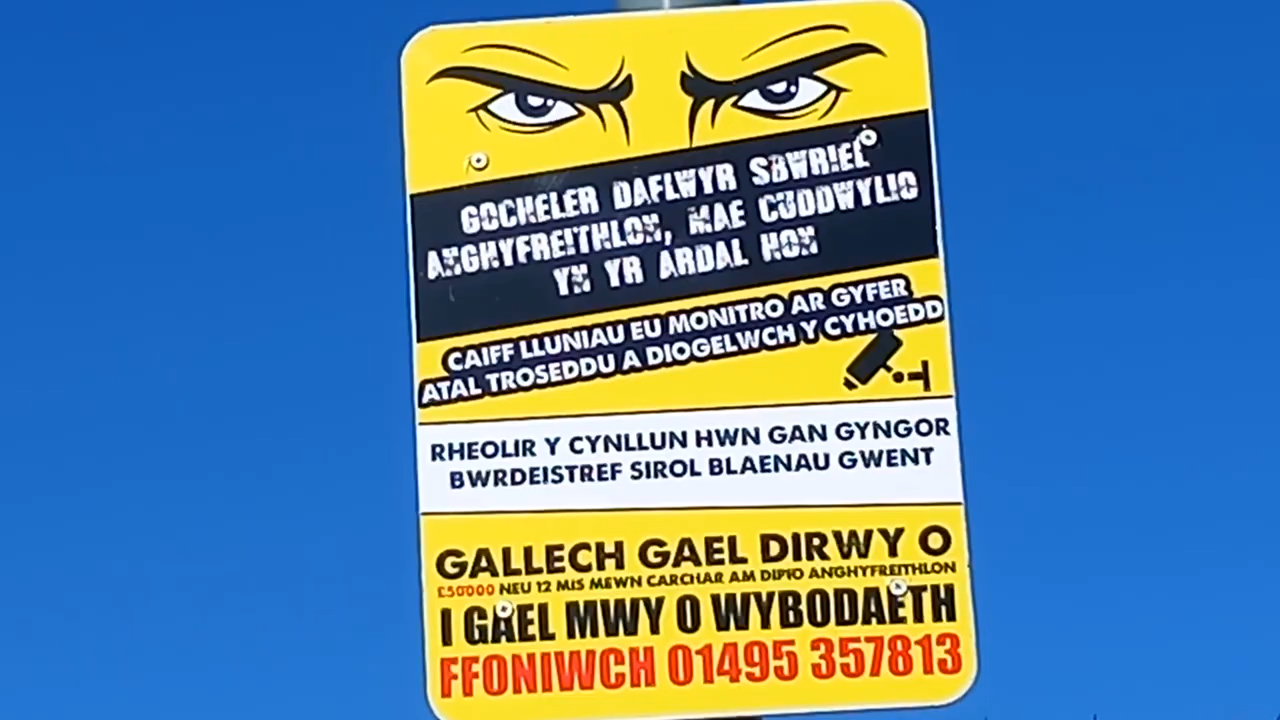 GOCHELER DAFLWYR SBWRIEL
ANGHYFREITHLON, MAE CUDDWYLIO
YN YR ARDAL HON
CAIFF LLUNIAU EU MONITRO AR GYFER
ATAL TROSEDDU A DIOGELWCH Y CYHOEDD
RHEOLIR Y CYNLLUN HWN GAN GYNGOR
BWRDEISTREF SIROL BLAENAU GWENT
GALLECH GAEL DIRWY O
£50'000 NEU 12 MIS MEWN CARCHAR AM DIPIO ANGHYFREITHLON
I GAEL MWY O WYBODAETH
FFONIWCH 01495 357813